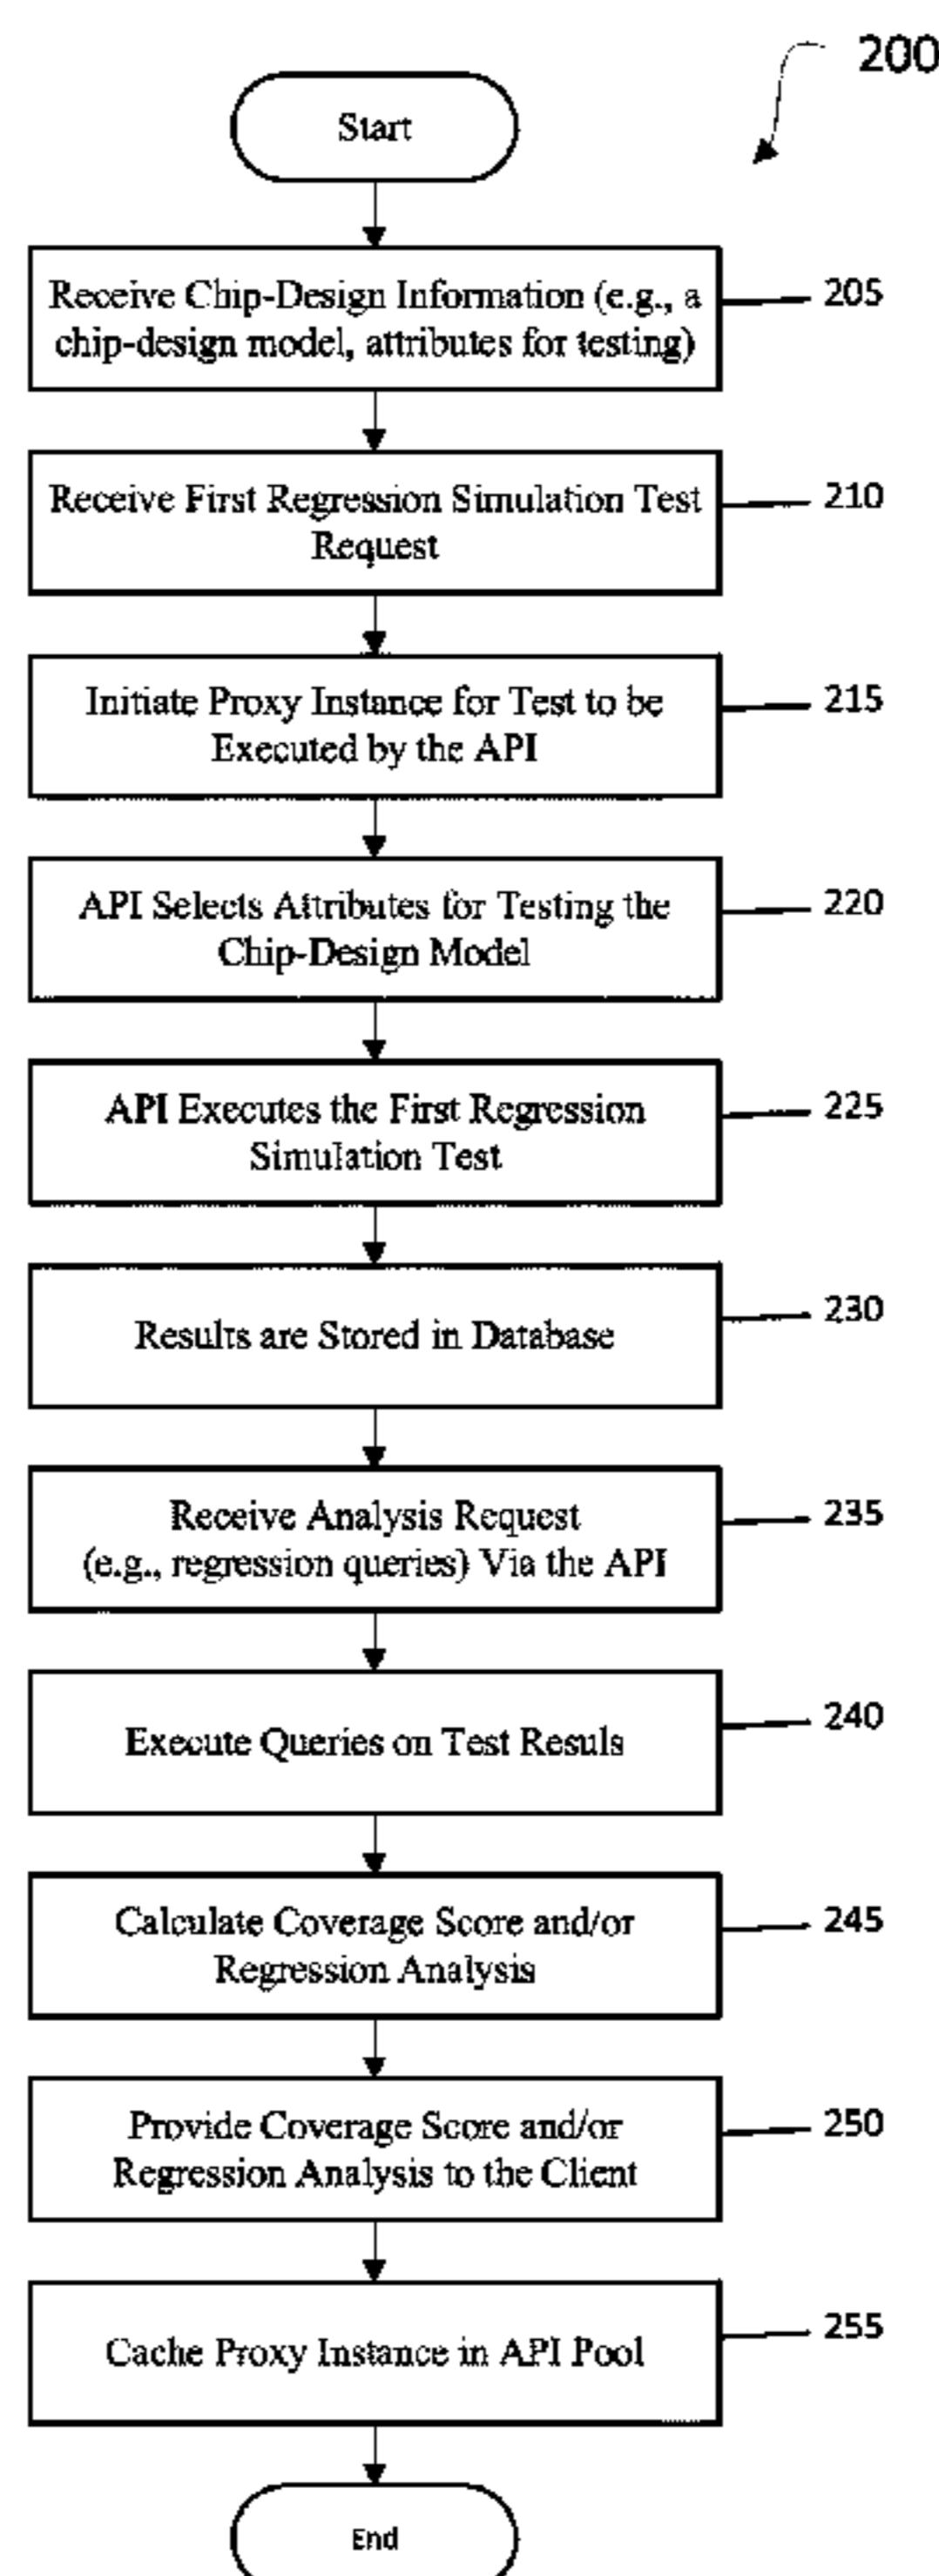 200
Start
Receive Chip-Design Information (e.g., a
chip-design model, attributes for testing)
205
Receive First Regression Simulation Test
Request
210
Initiate Proxy Instance for Test to be
Executed by the API
215
API Selects Attributes for Testing the
Chip-Design Model
220
API Executes the First Regression
Simulation Test
225
Results are Stored in Database
230
Receive Analysis Request
(e.g., regression queries) Via the API
235
Execute Queries on Test Resuls
240
Calculate Coverage Score and/or
Regression Analysis
245
Provide Coverage Score and/or
Regression Analysis to the Client
250
Cache Proxy Instance in API Pool
255
End